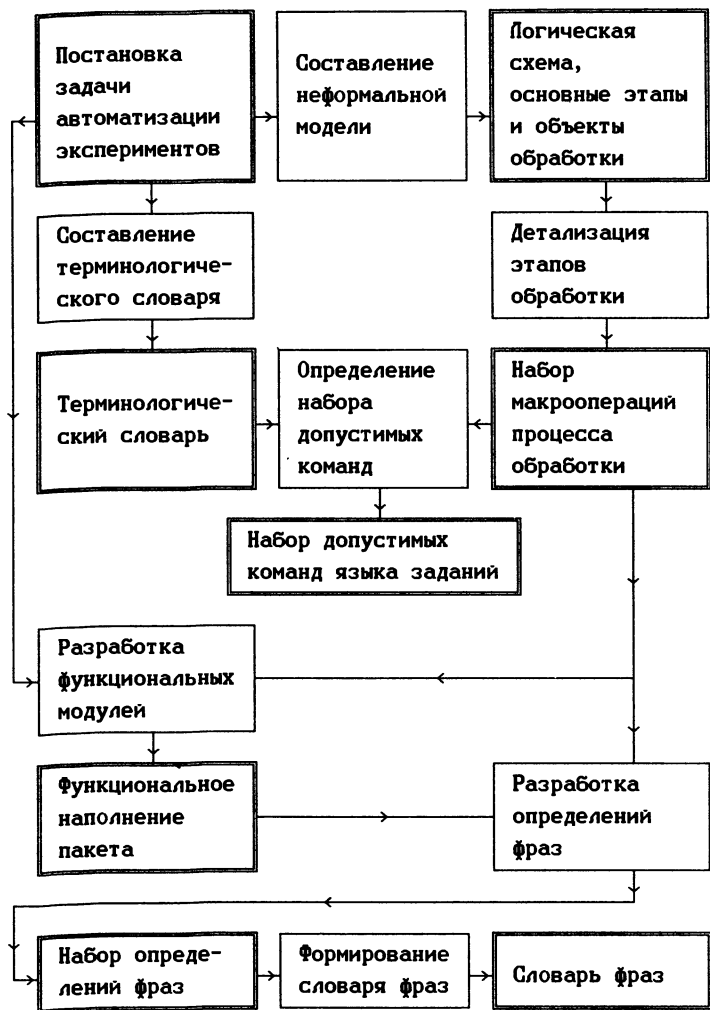 Постановка
задачи
автоматизации
экспериментов
Составление
неформальной
модели
Логическая
схема,
основные этапы
и объекты
обработки
Составление
терминологиче-
ского словаря
Детализация
этапов
обработки
Терминологиче-
ский словарь
Определение
набора
допустимых
команд
Набор
макроопераций
процесса
обработки
Набор допустимых
команд языка заданий
Разработка
функциональных
модулей
Функциональное
наполнение
пакета
Разработка
определений
фраз
Набор опреде-
лений фраз
Формирование
словаря фраз
Словарь фраз